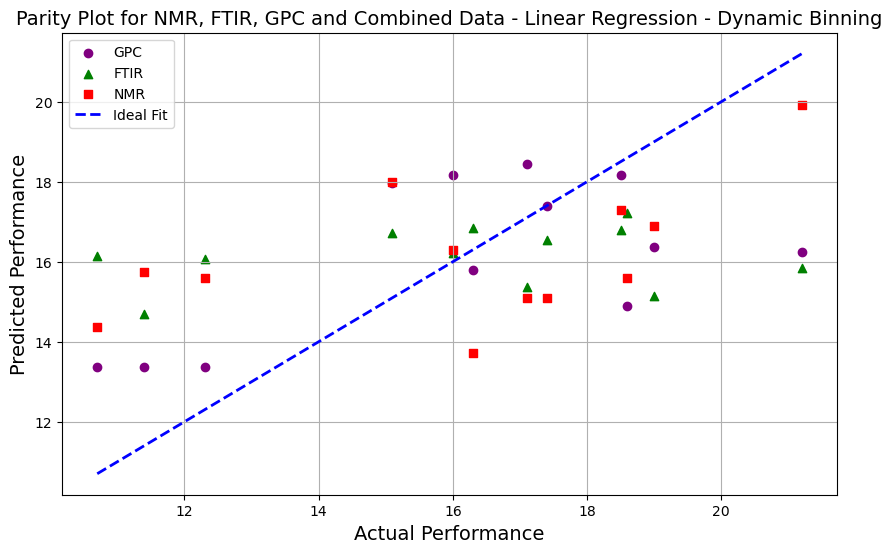 Parity Plot for NMR, FTIR, GPC and Combined Data - Linear Regression - Dynamic Binning
GPC
FTIR
NMR
Ideal Fit
Predicted Performance
20
18
16
14
12
12
14
16
18
20
Actual Performance